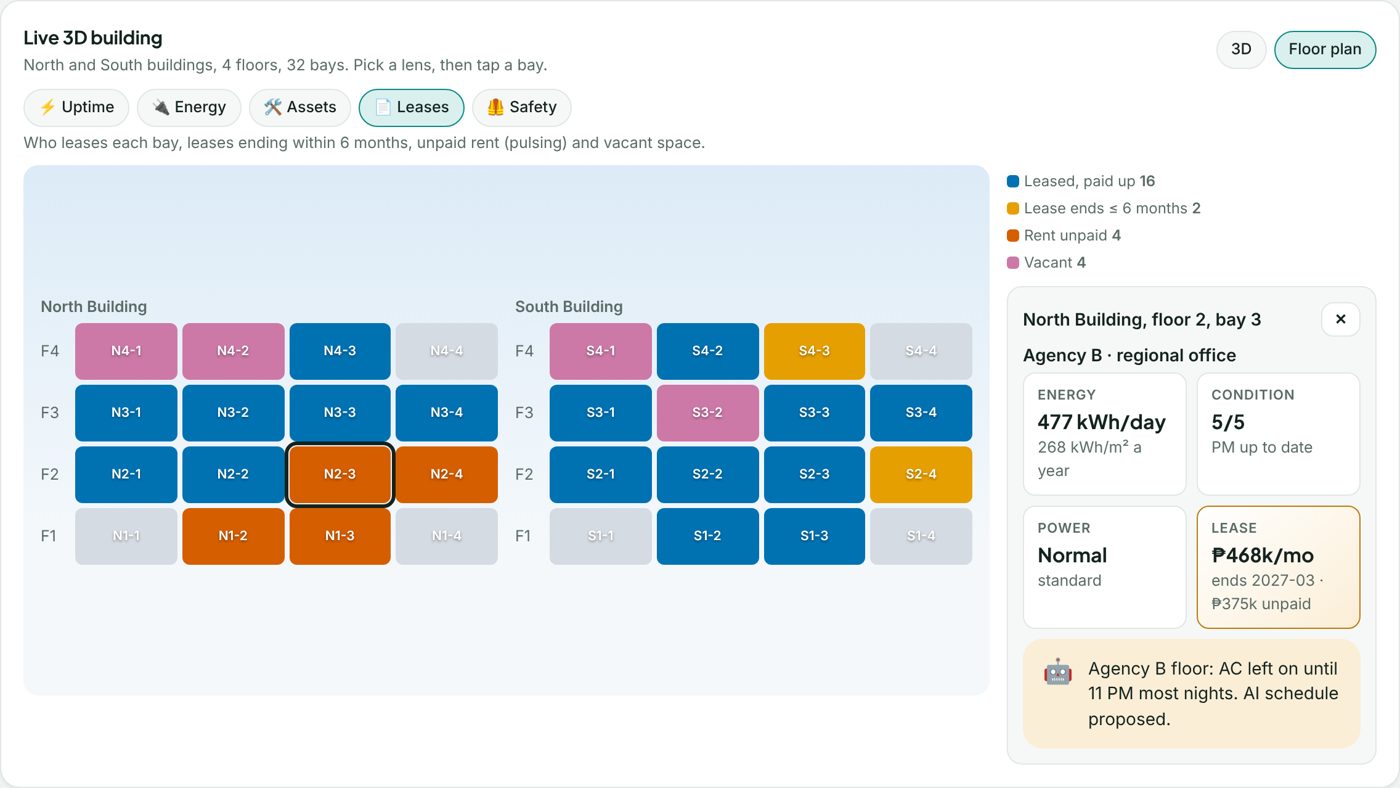 Live 3D building
North and South buildings, 4 floors, 32 bays. Pick a lens, then tap a bay.
3D
Floor plan
⚡ Uptime
🔌 Energy
🛠️ Assets
📄 Leases
🦺 Safety
Who leases each bay, leases ending within 6 months, unpaid rent (pulsing) and vacant space.
North Building
F4 N4-1 N4-2 N4-3 N4-4
F3 N3-1 N3-2 N3-3 N3-4
F2 N2-1 N2-2 N2-3 N2-4
F1 N1-1 N1-2 N1-3 N1-4
South Building
F4 S4-1 S4-2 S4-3 S4-4
F3 S3-1 S3-2 S3-3 S3-4
F2 S2-1 S2-2 S2-3 S2-4
F1 S1-1 S1-2 S1-3 S1-4
Leased, paid up 16
Lease ends ≤ 6 months 2
Rent unpaid 4
Vacant 4
North Building, floor 2, bay 3
✕
Agency B · regional office
ENERGY
477 kWh/day
268 kWh/m² a
year
CONDITION
5/5
PM up to date
POWER
Normal
standard
LEASE
₱468k/mo
ends 2027-03 ·
₱375k unpaid
🤖 Agency B floor: AC left on until
11 PM most nights. AI schedule
proposed.